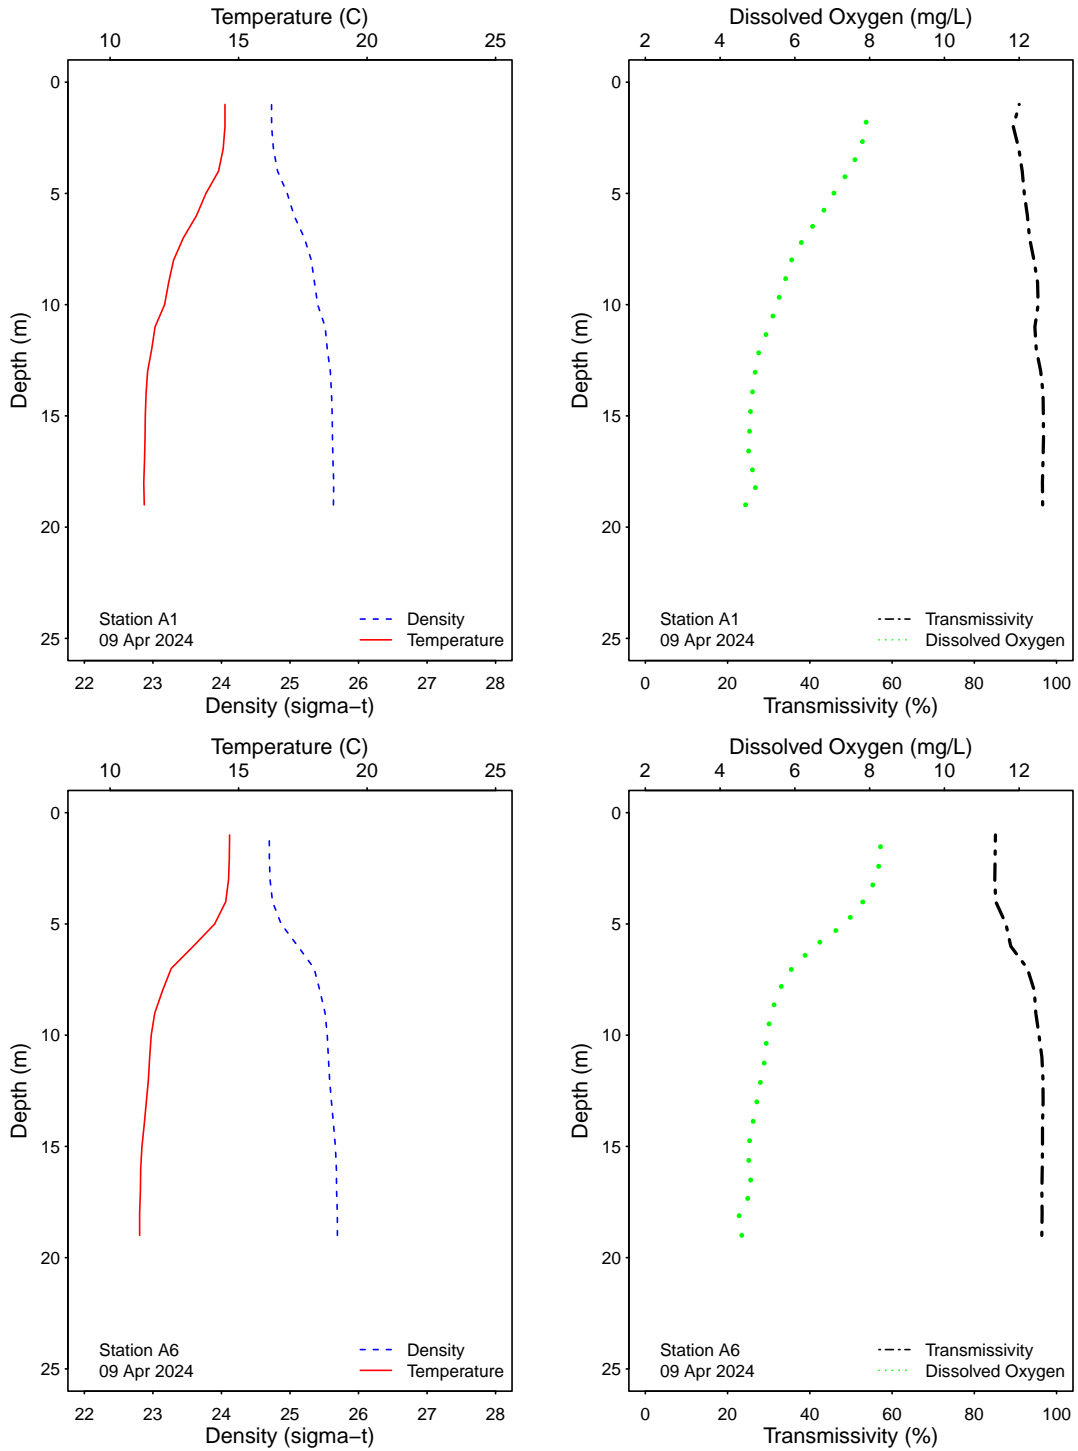 Temperature (C)
10 15 20 25
0
5
10
15
20
25
Depth (m)
Station A1
09 Apr 2024
Density
Temperature
22 23 24 25 26 27 28
Density (sigma−t)
Dissolved Oxygen (mg/L)
2 4 6 8 10 12
0
5
10
15
20
25
Depth (m)
Station A1
09 Apr 2024
Transmissivity
Dissolved Oxygen
0 20 40 60 80 100
Transmissivity (%)
Temperature (C)
10 15 20 25
0
5
10
15
20
25
Depth (m)
Station A6
09 Apr 2024
Density
Temperature
22 23 24 25 26 27 28
Density (sigma−t)
Dissolved Oxygen (mg/L)
2 4 6 8 10 12
0
5
10
15
20
25
Depth (m)
Station A6
09 Apr 2024
Transmissivity
Dissolved Oxygen
0 20 40 60 80 100
Transmissivity (%)